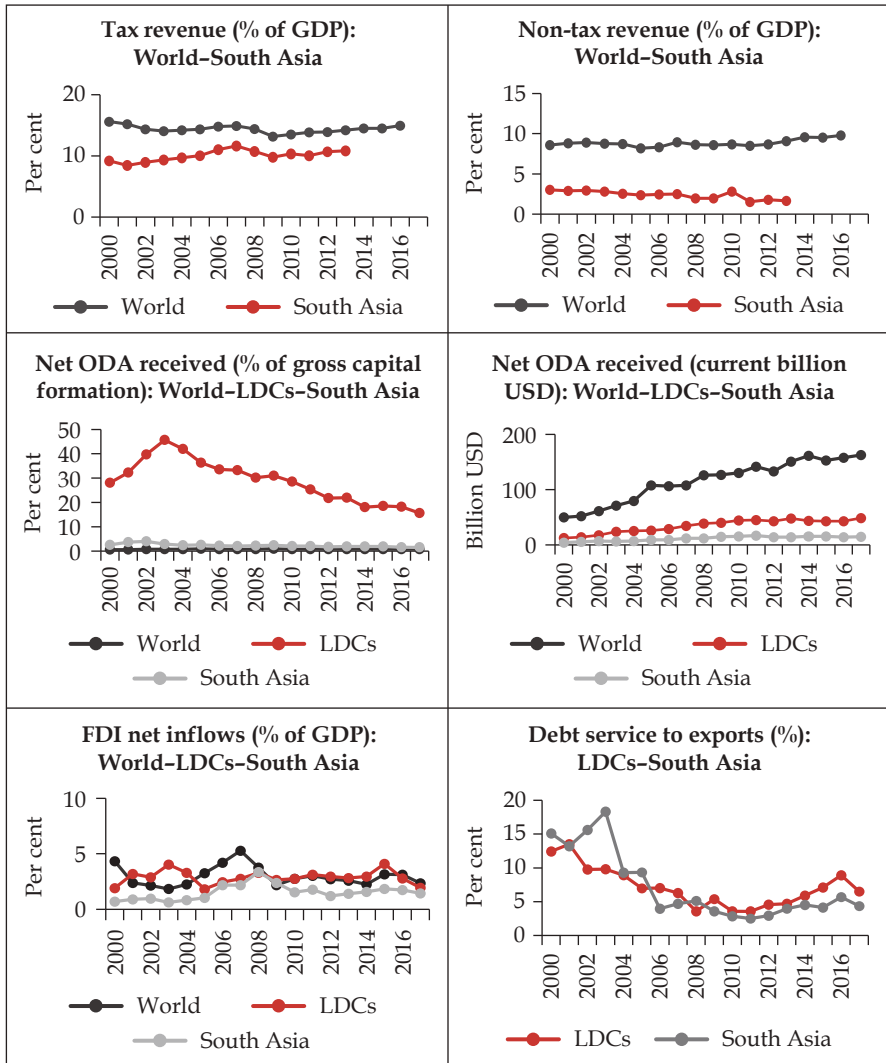 Tax revenue (% of GDP):
World–South Asia
Per cent
20
10
0
2000
2002
2004
2006
2008
2010
2012
2014
2016
World
South Asia
Non-tax revenue (% of GDP):
World–South Asia
Per cent
15
10
5
0
2000
2002
2004
2006
2008
2010
2012
2014
2016
World
South Asia
Net ODA received (% of gross capital
formation): World–LDCs–South Asia
Per cent
50
40
30
20
10
0
2000
2002
2004
2006
2008
2010
2012
2014
2016
World
LDCs
South Asia
Net ODA received (current billion
USD): World–LDCs–South Asia
Billion USD
200
100
0
2000
2002
2004
2006
2008
2010
2012
2014
2016
World
LDCs
South Asia
FDI net inflows (% of GDP):
World–LDCs–South Asia
Per cent
10
5
0
2000
2002
2004
2006
2008
2010
2012
2014
2016
World
LDCs
South Asia
Debt service to exports (%):
LDCs–South Asia
Per cent
20
15
10
5
0
2000
2002
2004
2006
2008
2010
2012
2014
2016
LDCs
South Asia